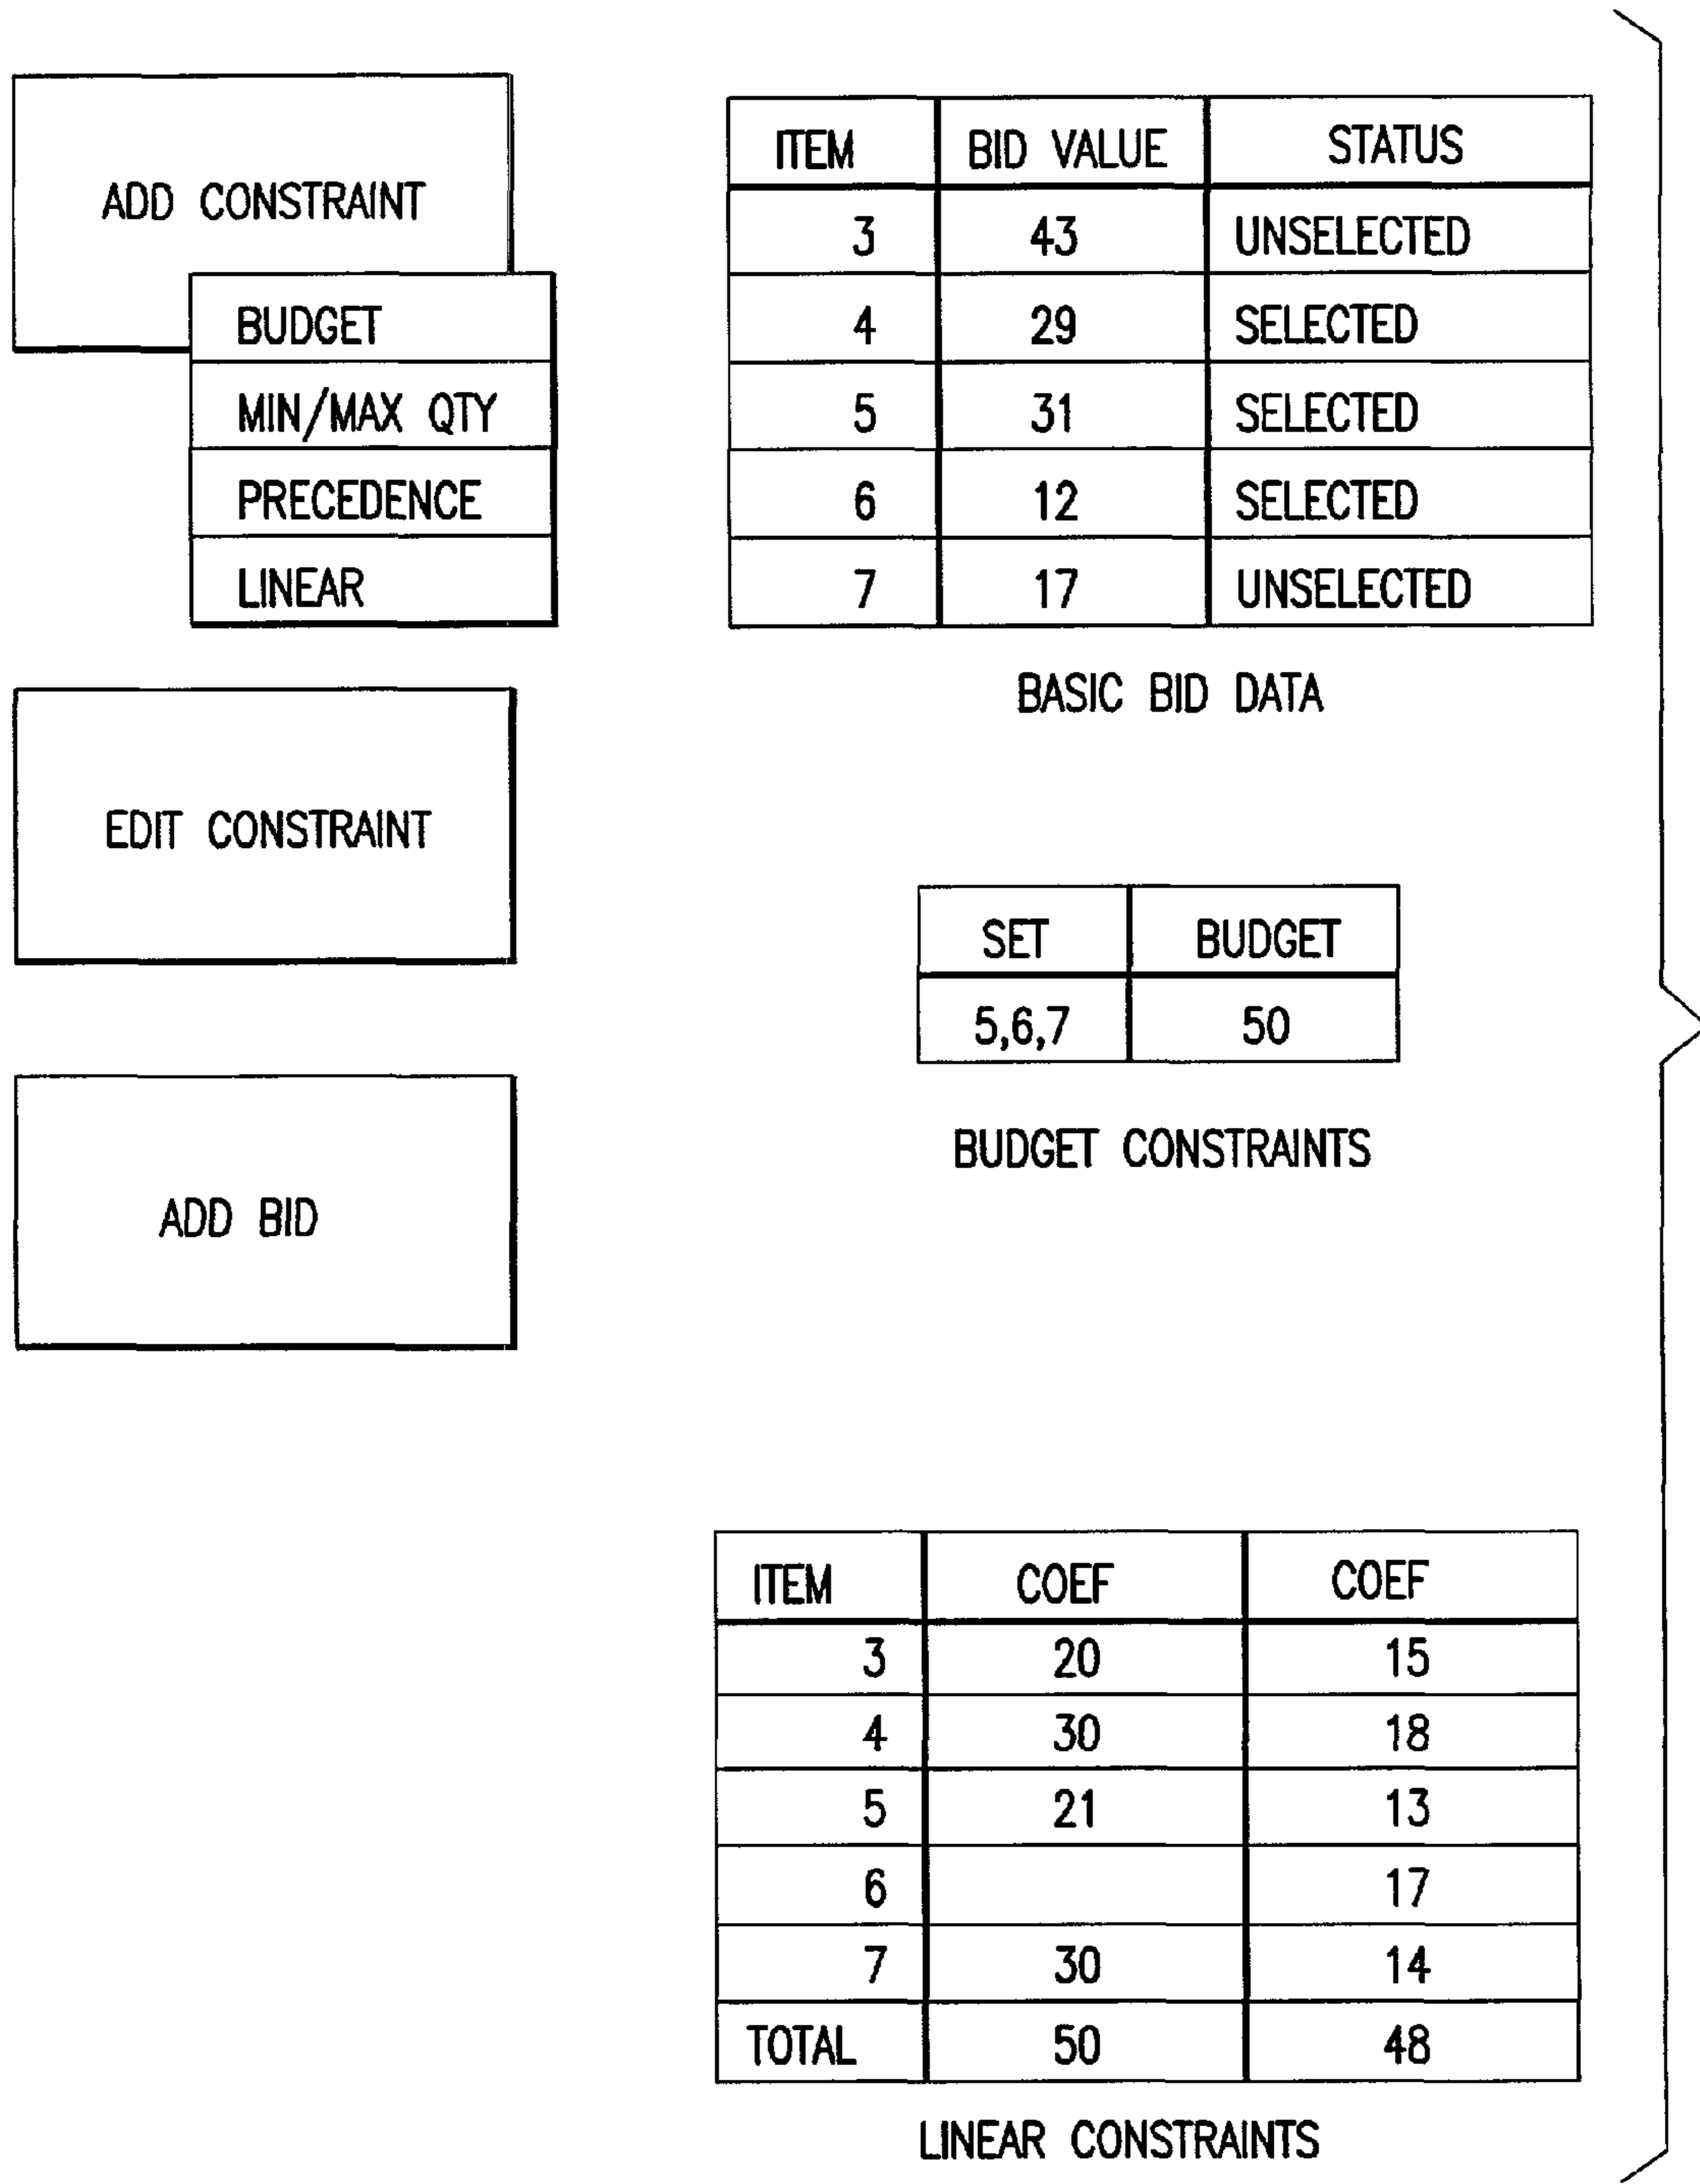 ADD CONSTRAINT
BUDGET
MIN/MAX QTY
PRECEDENCE
LINEAR
EDIT CONSTRAINT
ADD BID
ITEM BID VALUE STATUS
3 43 UNSELECTED
4 29 SELECTED
5 31 SELECTED
6 12 SELECTED
7 17 UNSELECTED
BASIC BID DATA
SET BUDGET
5,6,7 50
BUDGET CONSTRAINTS
ITEM COEF COEF
3 20 15
4 30 18
5 21 13
6 17
7 30 14
TOTAL 50 48
LINEAR CONSTRAINTS